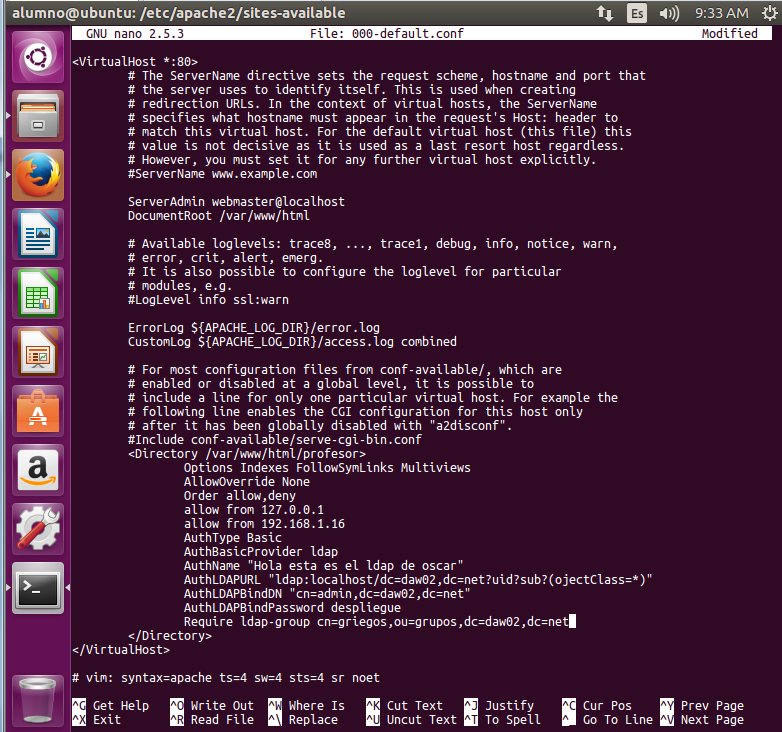 alumno@ubuntu: /etc/apache2/sites-available
Es
9:33 AM
GNU nano 2.5.3 File: 000-default.conf Modified
<VirtualHost *:80>
# The ServerName directive sets the request scheme, hostname and port that
# the server uses to identify itself. This is used when creating
# redirection URLs. In the context of virtual hosts, the ServerName
# specifies what hostname must appear in the request's Host: header to
# match this virtual host. For the default virtual host (this file) this
# value is not decisive as it is used as a last resort host regardless.
# However, you must set it for any further virtual host explicitly.
#ServerName www.example.com
ServerAdmin webmaster@localhost
DocumentRoot /var/www/html
# Available loglevels: trace8, ..., trace1, debug, info, notice, warn,
# error, crit, alert, emerg.
# It is also possible to configure the loglevel for particular
# modules, e.g.
#LogLevel info ssl:warn
ErrorLog ${APACHE_LOG_DIR}/error.log
CustomLog ${APACHE_LOG_DIR}/access.log combined
# For most configuration files from conf-available/, which are
# enabled or disabled at a global level, it is possible to
# include a line for only one particular virtual host. For example the
# following line enables the CGI configuration for this host only
# after it has been globally disabled with "a2disconf".
#Include conf-available/serve-cgi-bin.conf
<Directory /var/www/html/profesor>
Options Indexes FollowSymLinks Multiviews
AllowOverride None
Order allow,deny
allow from 127.0.0.1
allow from 192.168.1.16
AuthType Basic
AuthBasicProvider ldap
AuthName "Hola esta es el ldap de oscar"
AuthLDAPURL "ldap:localhost/dc=daw02,dc=net?uid?sub?(ojectClass=*)"
AuthLDAPBindDN "cn=admin,dc=daw02,dc=net"
AuthLDAPBindPassword despliegue
Require ldap-group cn=griegos,ou=grupos,dc=daw02,dc=net
</Directory>
</VirtualHost>
# vim: syntax=apache ts=4 sw=4 sts=4 sr noet
^G Get Help ^O Write Out ^W Where Is ^K Cut Text ^J Justify ^C Cur Pos ^Y Prev Page
^X Exit ^R Read File ^\ Replace ^U Uncut Text ^T To Spell ^_ Go To Line ^V Next Page